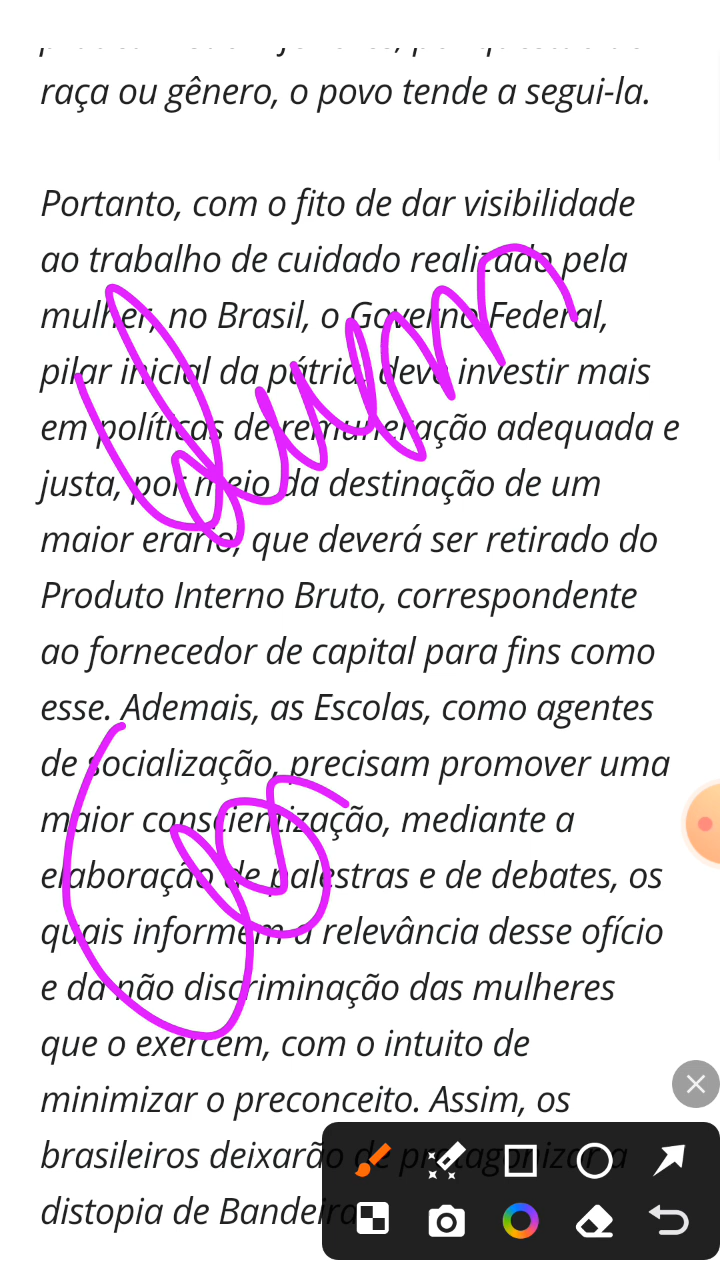 raça ou gênero, o povo tende a segui-la.
Portanto, com o fito de dar visibilidade
ao trabalho de cuidado realizado pela
mulher, no Brasil, o Governo Federal,
pilar inicial da pátria, deve investir mais
em políticas de remuneração adequada e
justa, por meio da destinação de um
maior erário, que deverá ser retirado do
Produto Interno Bruto, correspondente
ao fornecedor de capital para fins como
esse. Ademais, as Escolas, como agentes
de socialização, precisam promover uma
maior conscientização, mediante a
elaboração de palestras e de debates, os
quais informem a relevância desse ofício
e da não discriminação das mulheres
que o exercem, com o intuito de
minimizar o preconceito. Assim, os
brasileiros deixarão de protagonizar a
distopia de Bandeira